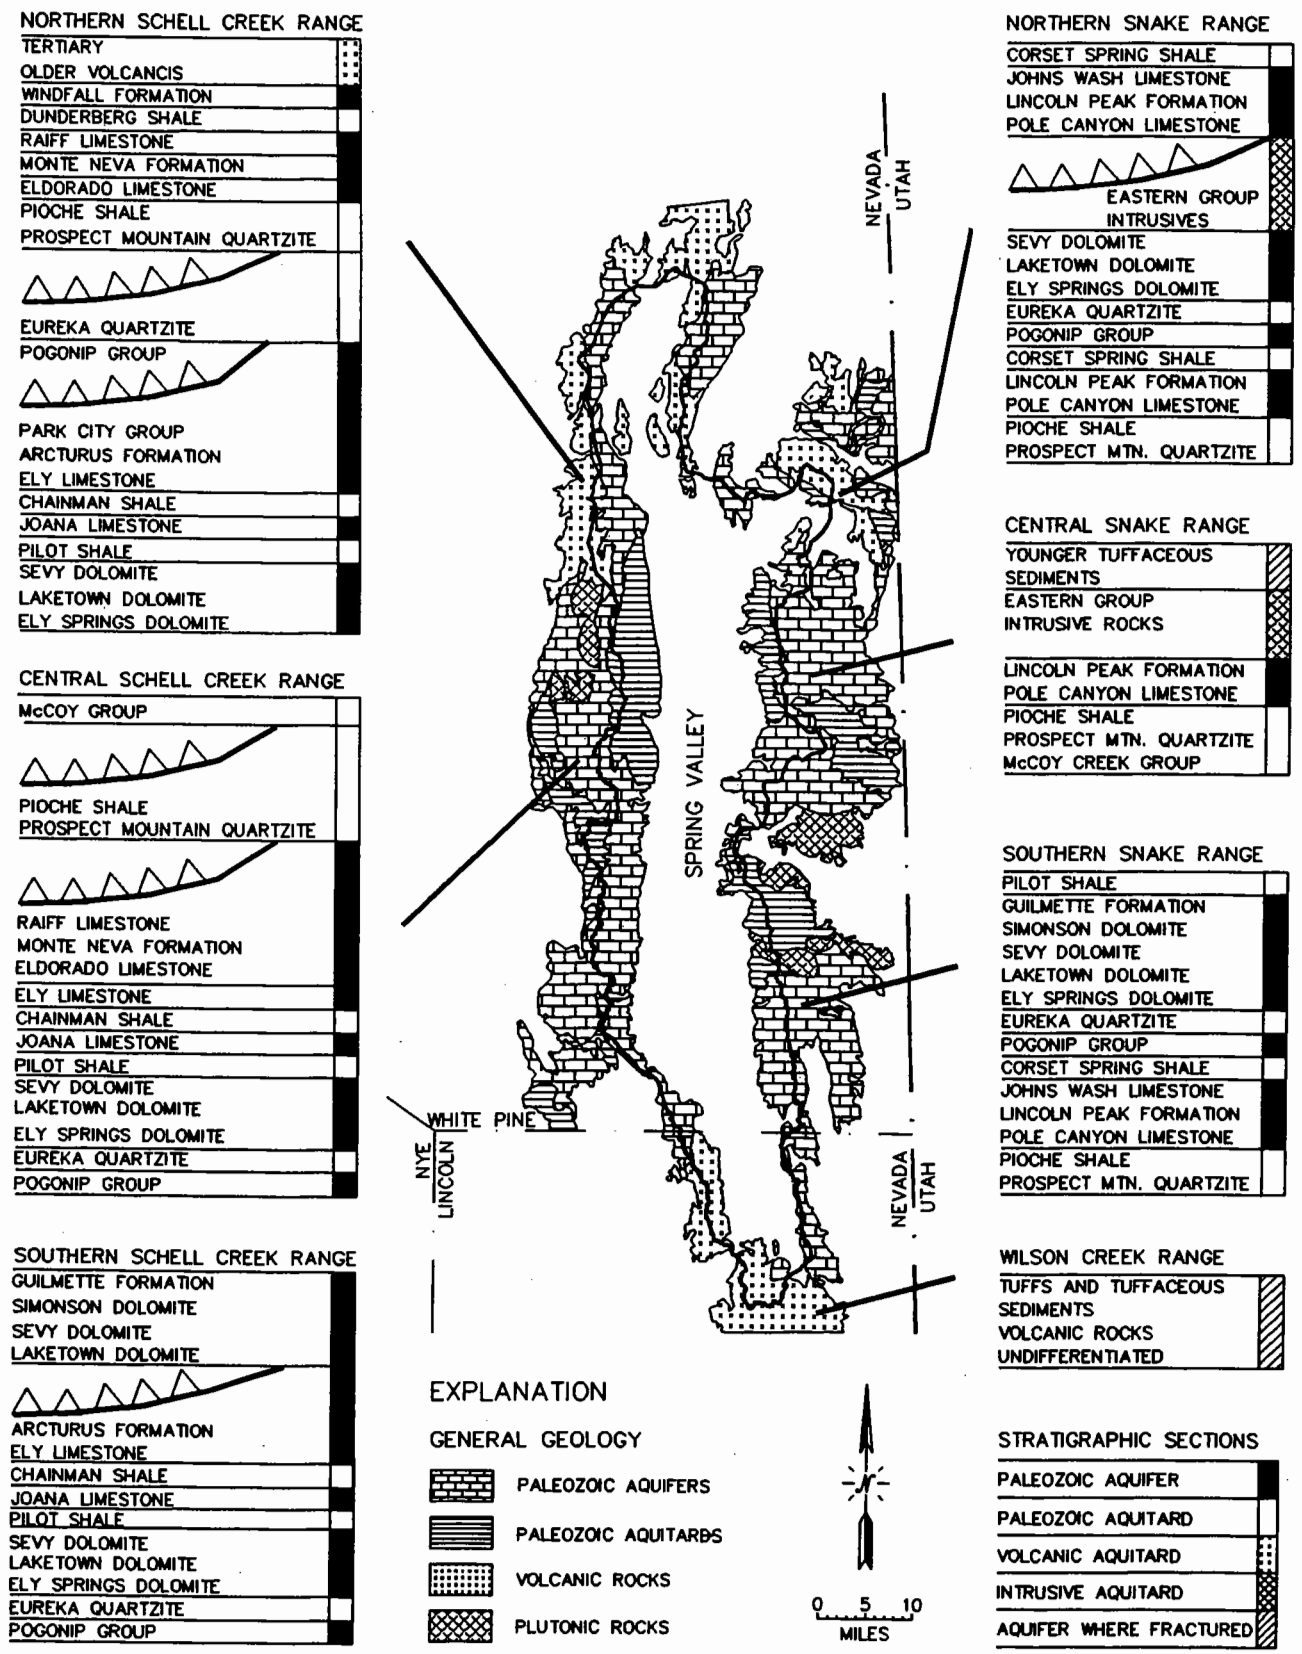 NORTHERN SCHELL CREEK RANGE
TERTIARY
OLDER VOLCANCIS
WINDFALL FORMATION
DUNDERBERG SHALE
RAIFF LIMESTONE
MONTE NEVA FORMATION
ELDORADO LIMESTONE
PIOCHE SHALE
PROSPECT MOUNTAIN QUARTZITE
EUREKA QUARTZITE
POGONIP GROUP
PARK CITY GROUP
ARCTURUS FORMATION
ELY LIMESTONE
CHAINMAN SHALE
JOANA LIMESTONE
PILOT SHALE
SEVY DOLOMITE
LAKETOWN DOLOMITE
ELY SPRINGS DOLOMITE
CENTRAL SCHELL CREEK RANGE
McCOY GROUP
PIOCHE SHALE
PROSPECT MOUNTAIN QUARTZITE
RAIFF LIMESTONE
MONTE NEVA FORMATION
ELDORADO LIMESTONE
ELY LIMESTONE
CHAINMAN SHALE
JOANA LIMESTONE
PILOT SHALE
SEVY DOLOMITE
LAKETOWN DOLOMITE
ELY SPRINGS DOLOMITE
EUREKA QUARTZITE
POGONIP GROUP
SOUTHERN SCHELL CREEK RANGE
GUILMETTE FORMATION
SIMONSON DOLOMITE
SEVY DOLOMITE
LAKETOWN DOLOMITE
ARCTURUS FORMATION
ELY LIMESTONE
CHAINMAN SHALE
JOANA LIMESTONE
PILOT SHALE
SEVY DOLOMITE
LAKETOWN DOLOMITE
ELY SPRINGS DOLOMITE
EUREKA QUARTZITE
POGONIP GROUP
NEVADA
UTAH
SPRING VALLEY
WHITE PINE
NYE
LINCOLN
NEVADA
UTAH
EXPLANATION
GENERAL GEOLOGY
PALEOZOIC AQUIFERS
PALEOZOIC AQUITARDS
VOLCANIC ROCKS
PLUTONIC ROCKS
N
0 5 10
MILES
NORTHERN SNAKE RANGE
CORSET SPRING SHALE
JOHNS WASH LIMESTONE
LINCOLN PEAK FORMATION
POLE CANYON LIMESTONE
EASTERN GROUP
INTRUSIVES
SEVY DOLOMITE
LAKETOWN DOLOMITE
ELY SPRINGS DOLOMITE
EUREKA QUARTZITE
POGONIP GROUP
CORSET SPRING SHALE
LINCOLN PEAK FORMATION
POLE CANYON LIMESTONE
PIOCHE SHALE
PROSPECT MTN. QUARTZITE
CENTRAL SNAKE RANGE
YOUNGER TUFFACEOUS
SEDIMENTS
EASTERN GROUP
INTRUSIVE ROCKS
LINCOLN PEAK FORMATION
POLE CANYON LIMESTONE
PIOCHE SHALE
PROSPECT MTN. QUARTZITE
McCOY CREEK GROUP
SOUTHERN SNAKE RANGE
PILOT SHALE
GUILMETTE FORMATION
SIMONSON DOLOMITE
SEVY DOLOMITE
LAKETOWN DOLOMITE
ELY SPRINGS DOLOMITE
EUREKA QUARTZITE
POGONIP GROUP
CORSET SPRING SHALE
JOHNS WASH LIMESTONE
LINCOLN PEAK FORMATION
POLE CANYON LIMESTONE
PIOCHE SHALE
PROSPECT MTN. QUARTZITE
WILSON CREEK RANGE
TUFFS AND TUFFACEOUS
SEDIMENTS
VOLCANIC ROCKS
UNDIFFERENTIATED
STRATIGRAPHIC SECTIONS
PALEOZOIC AQUIFER
PALEOZOIC AQUITARD
VOLCANIC AQUITARD
INTRUSIVE AQUITARD
AQUIFER WHERE FRACTURED